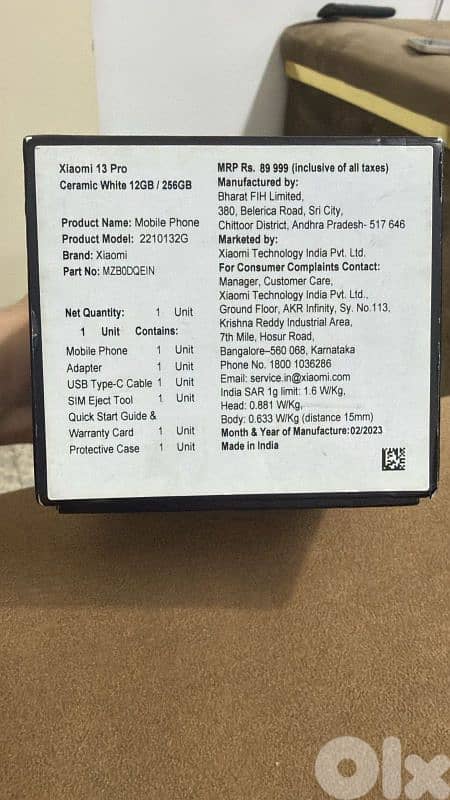 Xiaomi 13 Pro
Ceramic White 12GB / 256GB
Product Name: Mobile Phone
Product Model: 2210132G
Brand: Xiaomi
Part No: MZB0DQEIN
Net Quantity: 1 Unit
1 Unit Contains:
Mobile Phone 1 Unit
Adapter 1 Unit
USB Type-C Cable 1 Unit
SIM Eject Tool 1 Unit
Quick Start Guide &
Warranty Card 1 Unit
Protective Case 1 Unit
MRP Rs. 89 999 (inclusive of all taxes)
Manufactured by:
Bharat FIH Limited,
380, Belerica Road, Sri City,
Chittoor District, Andhra Pradesh- 517 646
Marketed by:
Xiaomi Technology India Pvt. Ltd.
For Consumer Complaints Contact:
Manager, Customer Care,
Xiaomi Technology India Pvt. Ltd.,
Ground Floor, AKR Infinity, Sy. No.113,
Krishna Reddy Industrial Area,
7th Mile, Hosur Road,
Bangalore–560 068, Karnataka
Phone No. 1800 1036286
Email: service.in@xiaomi.com
India SAR 1g limit: 1.6 W/Kg,
Head: 0.881 W/Kg,
Body: 0.633 W/Kg (distance 15mm)
Month & Year of Manufacture:02/2023
Made in India
OLX